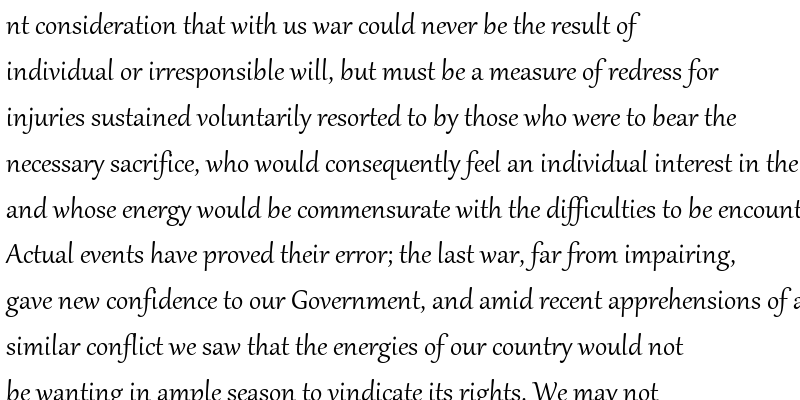 nt consideration that with us war could never be the result of
individual or irresponsible will, but must be a measure of redress for
injuries sustained voluntarily resorted to by those who were to bear the
necessary sacrifice, who would consequently feel an individual interest in the
and whose energy would be commensurate with the difficulties to be encount
Actual events have proved their error; the last war, far from impairing,
gave new confidence to our Government, and amid recent apprehensions of a
similar conflict we saw that the energies of our country would not
be wanting in ample season to vindicate its rights. We may not